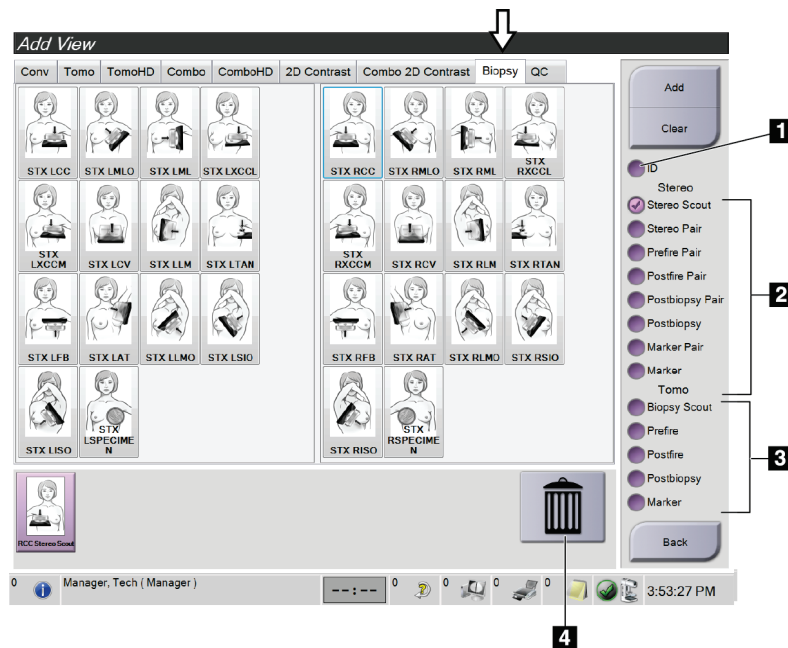 Add View
Conv Tomo TomoHD Combo ComboHD 2D Contrast Combo 2D Contrast Biopsy QC
STX LCC STX LMLO STX LML STX LXCCL
STX RCC STX RMLO STX RML STX RXCCL
STX LXCCM STX LCV STX LLM STX LTAN
STX RXCCM STX RCV STX RLM STX RTAN
STX LFB STX LAT STX LLMO STX LSIO
STX RFB STX RAT STX RLMO STX RSIO
STX LISO STX LSPECIMEN
STX RISO STX RSPECIMEN
RCC Stereo Scout
Add
Clear
ID
Stereo
Stereo Scout
Stereo Pair
Prefire Pair
Postfire Pair
Postbiopsy Pair
Postbiopsy
Marker Pair
Marker
Tomo
Biopsy Scout
Prefire
Postfire
Postbiopsy
Marker
Back
1
2
3
4
0 Manager, Tech ( Manager ) --:-- 0 0 0 0 3:53:27 PM